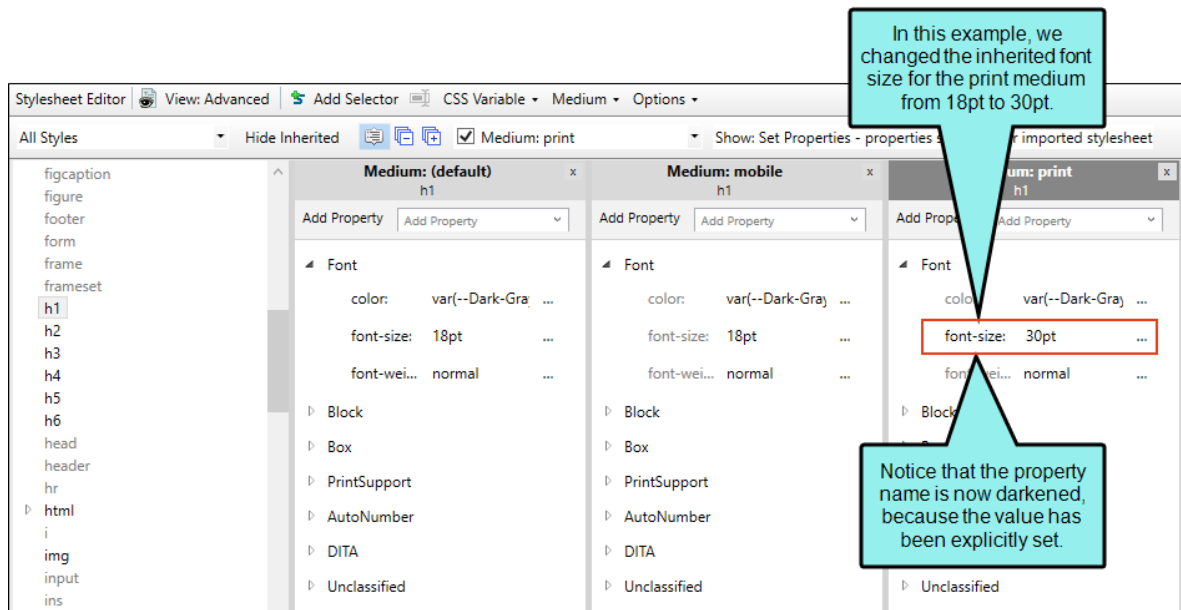 In this example, we
changed the inherited font
size for the print medium
from 18pt to 30pt.
Stylesheet Editor View: Advanced Add Selector CSS Variable Medium Options
All Styles Hide Inherited Medium: print Show: Set Properties - properties imported stylesheet
figcaption
figure
footer
form
frame
frameset
h1
h2
h3
h4
h5
h6
head
header
hr
html
i
img
input
ins
Medium: (default) x
h1
Add Property Add Property
Font
color: var(--Dark-Gray ...
font-size: 18pt ...
font-wei... normal ...
Block
Box
PrintSupport
AutoNumber
DITA
Unclassified
Medium: mobile x
h1
Add Property Add Property
Font
color: var(--Dark-Gray ...
font-size: 18pt ...
font-wei... normal ...
Block
Box
PrintSupport
AutoNumber
DITA
Unclassified
print x
h1
Add Add Property
Font
var(--Dark-Gray ...
font-size: 30pt ...
normal ...
Block
Unclassified
Notice that the property
name is now darkened,
because the value has
been explicitly set.